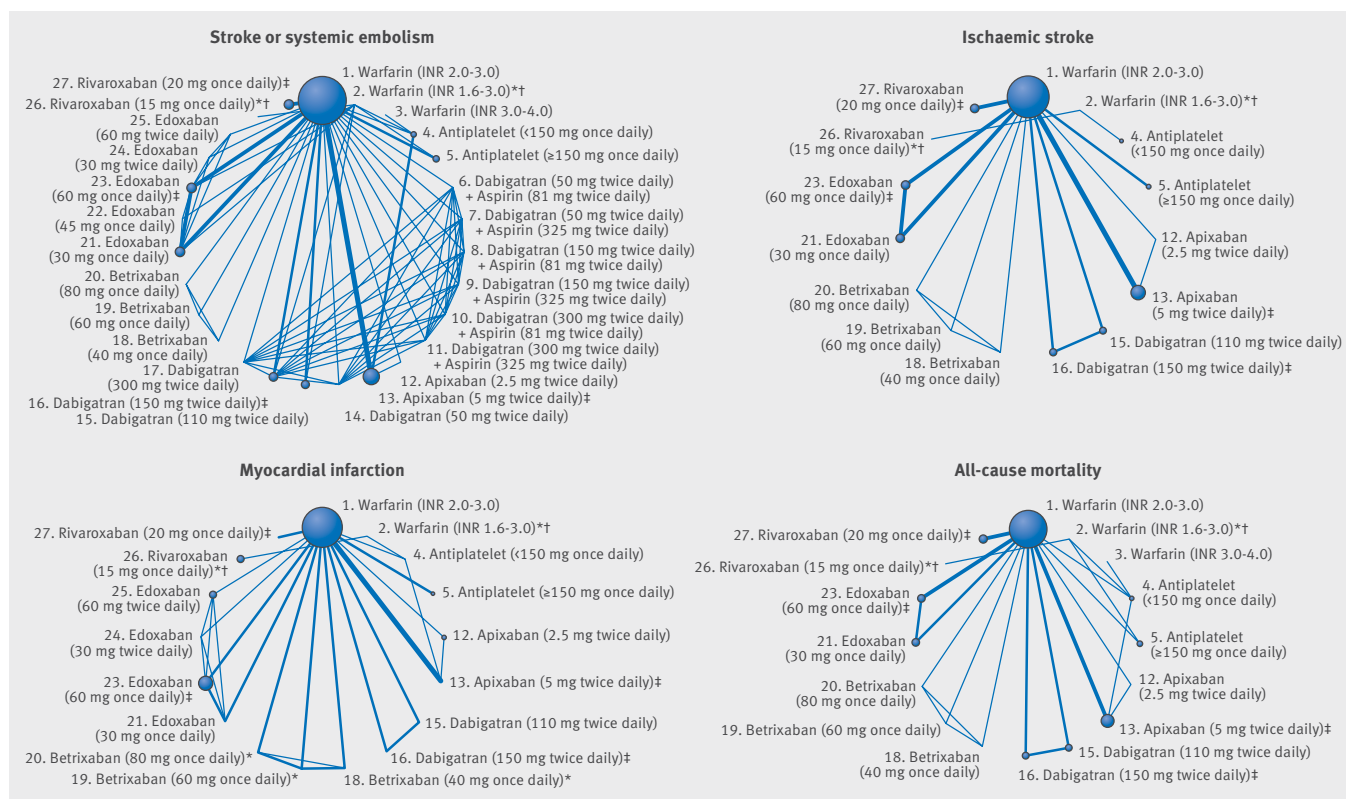 Stroke or systemic embolism
1. Warfarin (INR 2.0-3.0)
2. Warfarin (INR 1.6-3.0)*†
3. Warfarin (INR 3.0-4.0)
4. Antiplatelet (<150 mg once daily)
5. Antiplatelet (≥150 mg once daily)
6. Dabigatran (50 mg twice daily)
+ Aspirin (81 mg twice daily)
7. Dabigatran (50 mg twice daily)
+ Aspirin (325 mg twice daily)
8. Dabigatran (150 mg twice daily)
+ Aspirin (81 mg twice daily)
9. Dabigatran (150 mg twice daily)
+ Aspirin (325 mg twice daily)
10. Dabigatran (300 mg twice daily)
+ Aspirin (81 mg twice daily)
11. Dabigatran (300 mg twice daily)
+ Aspirin (325 mg twice daily)
12. Apixaban (2.5 mg twice daily)
13. Apixaban (5 mg twice daily)‡
14. Dabigatran (50 mg twice daily)
15. Dabigatran (110 mg twice daily)
16. Dabigatran (150 mg twice daily)‡
17. Dabigatran
(300 mg twice daily)
18. Betrixaban
(40 mg once daily)
19. Betrixaban
(60 mg once daily)
20. Betrixaban
(80 mg once daily)
21. Edoxaban
(30 mg once daily)
22. Edoxaban
(45 mg once daily)
23. Edoxaban
(60 mg once daily)‡
24. Edoxaban
(30 mg twice daily)
25. Edoxaban
(60 mg twice daily)
26. Rivaroxaban (15 mg once daily)*†
27. Rivaroxaban (20 mg once daily)‡
Ischaemic stroke
1. Warfarin (INR 2.0-3.0)
2. Warfarin (INR 1.6-3.0)*†
4. Antiplatelet
(<150 mg once daily)
5. Antiplatelet
(≥150 mg once daily)
12. Apixaban
(2.5 mg twice daily)
13. Apixaban
(5 mg twice daily)‡
15. Dabigatran (110 mg twice daily)
16. Dabigatran (150 mg twice daily)‡
18. Betrixaban
(40 mg once daily)
19. Betrixaban
(60 mg once daily)
20. Betrixaban
(80 mg once daily)
21. Edoxaban
(30 mg once daily)
23. Edoxaban
(60 mg once daily)‡
26. Rivaroxaban
(15 mg once daily)*†
27. Rivaroxaban
(20 mg once daily)‡
Myocardial infarction
1. Warfarin (INR 2.0-3.0)
2. Warfarin (INR 1.6-3.0)*†
4. Antiplatelet (<150 mg once daily)
5. Antiplatelet (≥150 mg once daily)
12. Apixaban (2.5 mg twice daily)
13. Apixaban (5 mg twice daily)‡
15. Dabigatran (110 mg twice daily)
16. Dabigatran (150 mg twice daily)‡
18. Betrixaban (40 mg once daily)*
19. Betrixaban (60 mg once daily)*
20. Betrixaban (80 mg once daily)*
21. Edoxaban
(30 mg once daily)
23. Edoxaban
(60 mg once daily)‡
24. Edoxaban
(30 mg twice daily)
25. Edoxaban
(60 mg twice daily)
26. Rivaroxaban
(15 mg once daily)*†
27. Rivaroxaban (20 mg once daily)‡
All-cause mortality
1. Warfarin (INR 2.0-3.0)
2. Warfarin (INR 1.6-3.0)*†
3. Warfarin (INR 3.0-4.0)
4. Antiplatelet
(<150 mg once daily)
5. Antiplatelet
(≥150 mg once daily)
12. Apixaban
(2.5 mg twice daily)
13. Apixaban (5 mg twice daily)‡
15. Dabigatran (110 mg twice daily)
16. Dabigatran (150 mg twice daily)‡
18. Betrixaban
(40 mg once daily)
19. Betrixaban (60 mg once daily)
20. Betrixaban
(80 mg once daily)
21. Edoxaban
(30 mg once daily)
23. Edoxaban
(60 mg once daily)‡
26. Rivaroxaban (15 mg once daily)*†
27. Rivaroxaban (20 mg once daily)‡